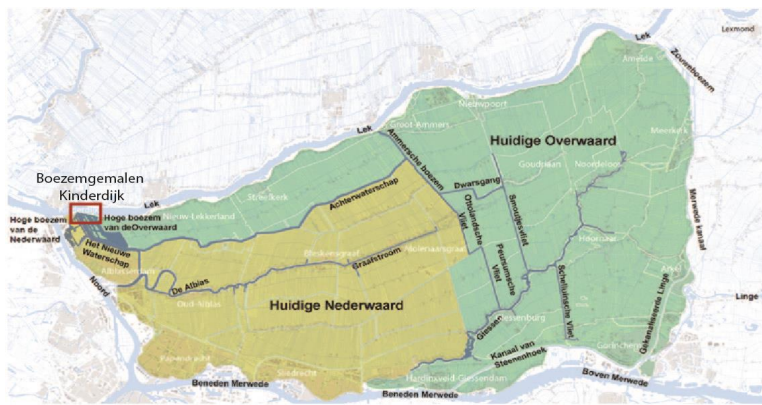 Lexmond
Lek
Zouweboezem
Ameide
Nieuwpoort
Groot-Ammers
Huidige Overwaard
Meerkerk
Lek
Ammersche boezem
Goudriaan
Noordeloos
Boezemgemalen
Kinderdijk
Achterwaterschap
Dwarsgang
Lek
Streefkerk
Smoutjesvliet
Merwede kanaal
Ottolandsche
Vliet
Nieuw-Lekkerland
Hoge boezem
van de
Nederwaard
Hoge boezem
van deOverwaard
Molenaarsgraaf
Peursumsche
Vliet
Het Nieuwe
Waterschap
Bleskensgraaf
Graafstroom
Alblasserdam
De Alblas
Schelluinsche Vliet
Noord
Oud-Alblas
Huidige Nederwaard
Gekanaliseerde Linge
Linge
Giessen
Giessenburg
Gorinchem
Kanaal van
Steenenhoek
Papendrecht
Sliedrecht
Hardinxveld-Giessendam
Boven Merwede
Beneden Merwede
Beneden Merwede